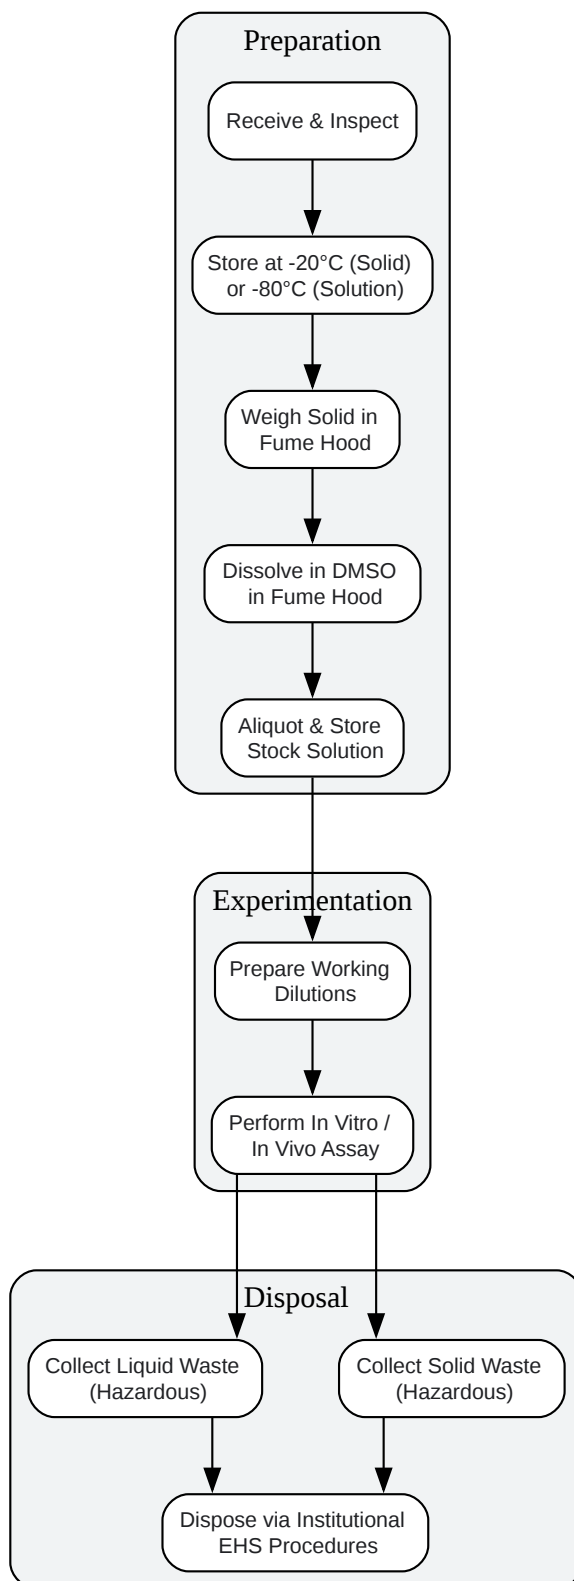 Preparation
Receive & Inspect
Store at -20°C (Solid)
or -80°C (Solution)
Weigh Solid in
Fume Hood
Dissolve in DMSO
in Fume Hood
Aliquot & Store
Stock Solution
Experimentation
Prepare Working
Dilutions
Perform In Vitro /
In Vivo Assay
Disposal
Collect Liquid Waste
(Hazardous)
Collect Solid Waste
(Hazardous)
Dispose via Institutional
EHS Procedures